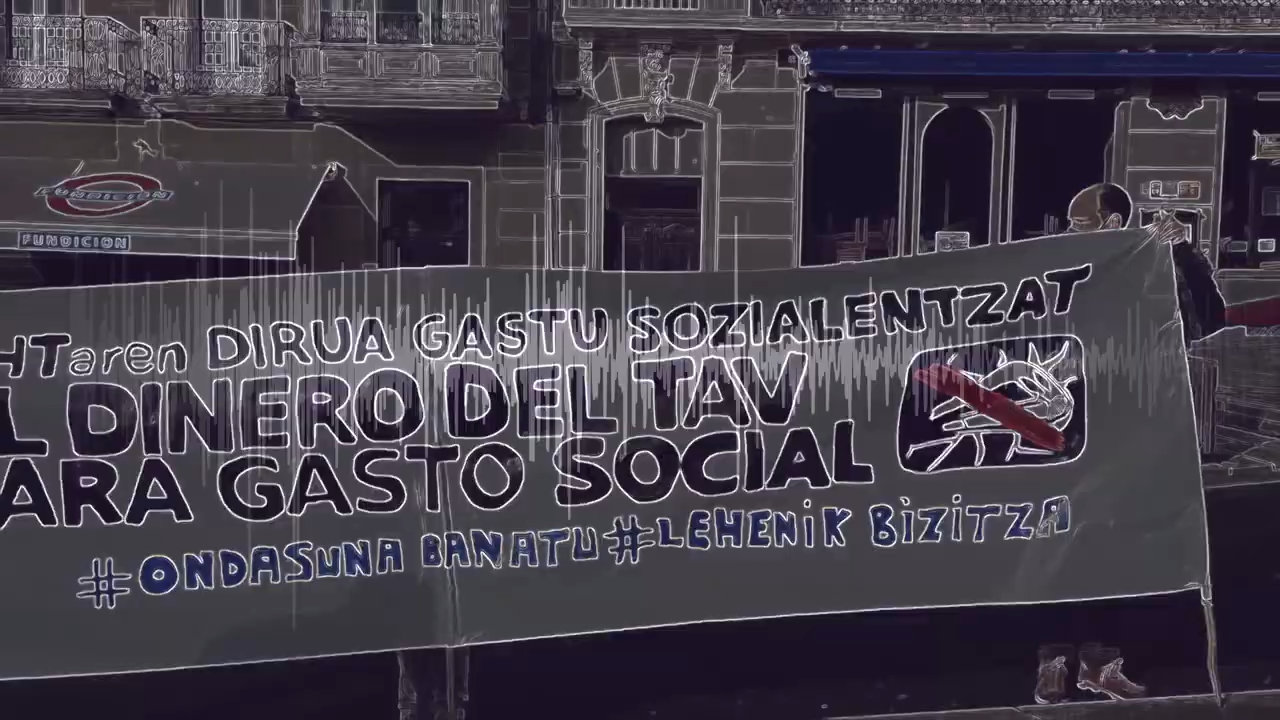 FUNDICION
FUNDICION
HTaren DIRUA GASTU SOZIALENTZAT
L DINERO DEL TAV
ARA GASTO SOCIAL
#ONDASUNA BANATU #LEHENiK BiZiTZA